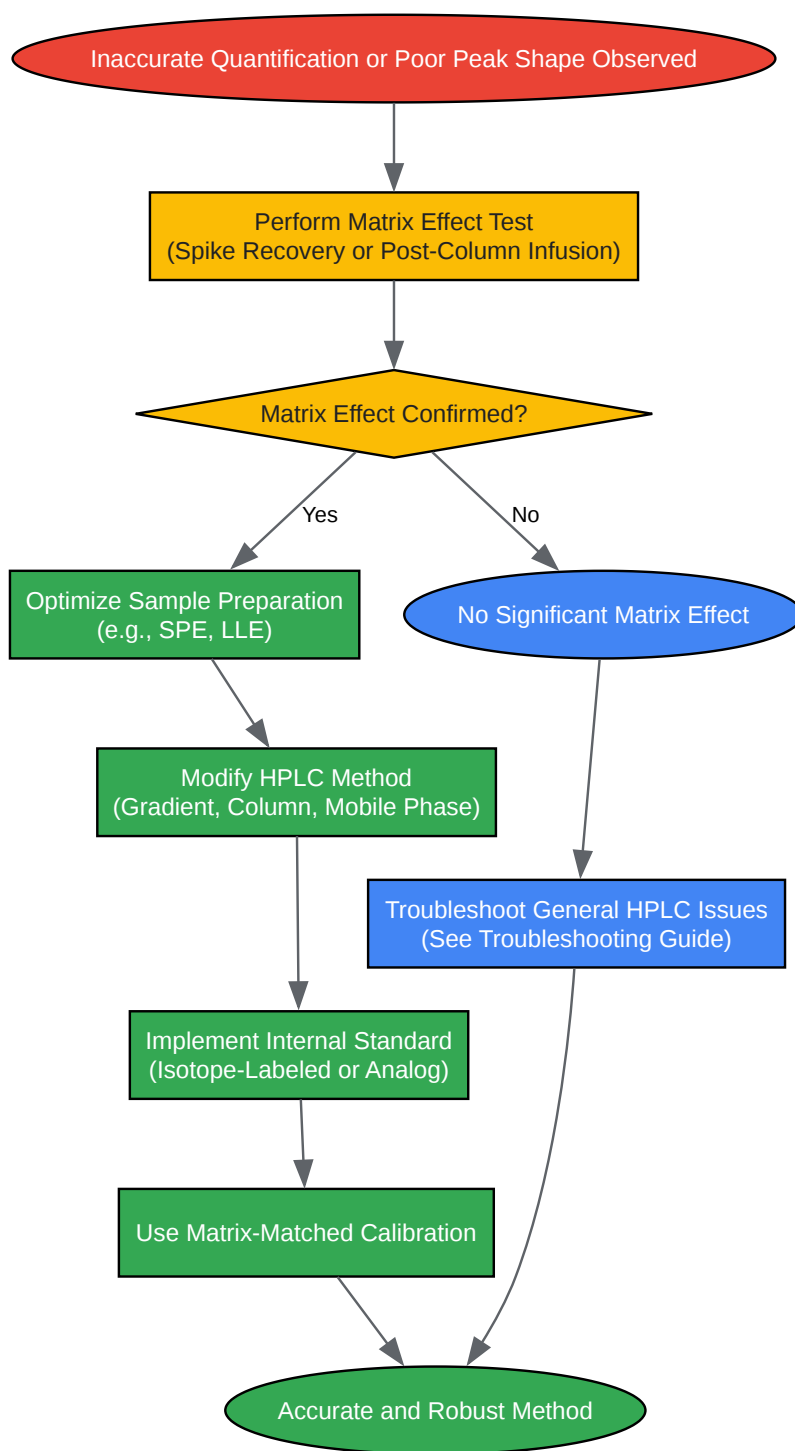 Inaccurate Quantification or Poor Peak Shape Observed
Perform Matrix Effect Test
(Spike Recovery or Post-Column Infusion)
Matrix Effect Confirmed?
Yes
No
Optimize Sample Preparation
(e.g., SPE, LLE)
No Significant Matrix Effect
Modify HPLC Method
(Gradient, Column, Mobile Phase)
Troubleshoot General HPLC Issues
(See Troubleshooting Guide)
Implement Internal Standard
(Isotope-Labeled or Analog)
Use Matrix-Matched Calibration
Accurate and Robust Method